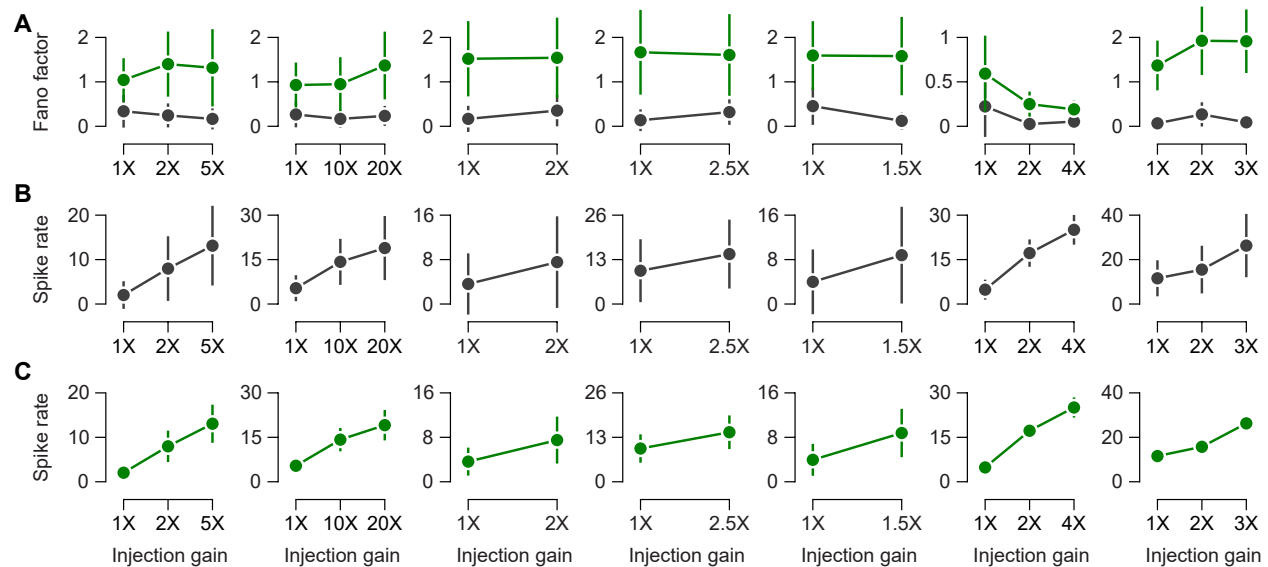 A
Fano factor
2 2 2 2 2 1 2
1 1 1 1 1 0.5 1
0 0 0 0 0 0 0
1X 2X 5X 1X 10X 20X 1X 2X 1X 2.5X 1X 1.5X 1X 2X 4X 1X 2X 3X
B
Spike rate
20 30 16 26 16 30 40
10 15 8 13 8 15 20
0 0 0 0 0 0 0
1X 2X 5X 1X 10X 20X 1X 2X 1X 2.5X 1X 1.5X 1X 2X 4X 1X 2X 3X
C
Spike rate
20 30 16 26 16 30 40
10 15 8 13 8 15 20
0 0 0 0 0 0 0
1X 2X 5X 1X 10X 20X 1X 2X 1X 2.5X 1X 1.5X 1X 2X 4X 1X 2X 3X
Injection gain Injection gain Injection gain Injection gain Injection gain Injection gain Injection gain